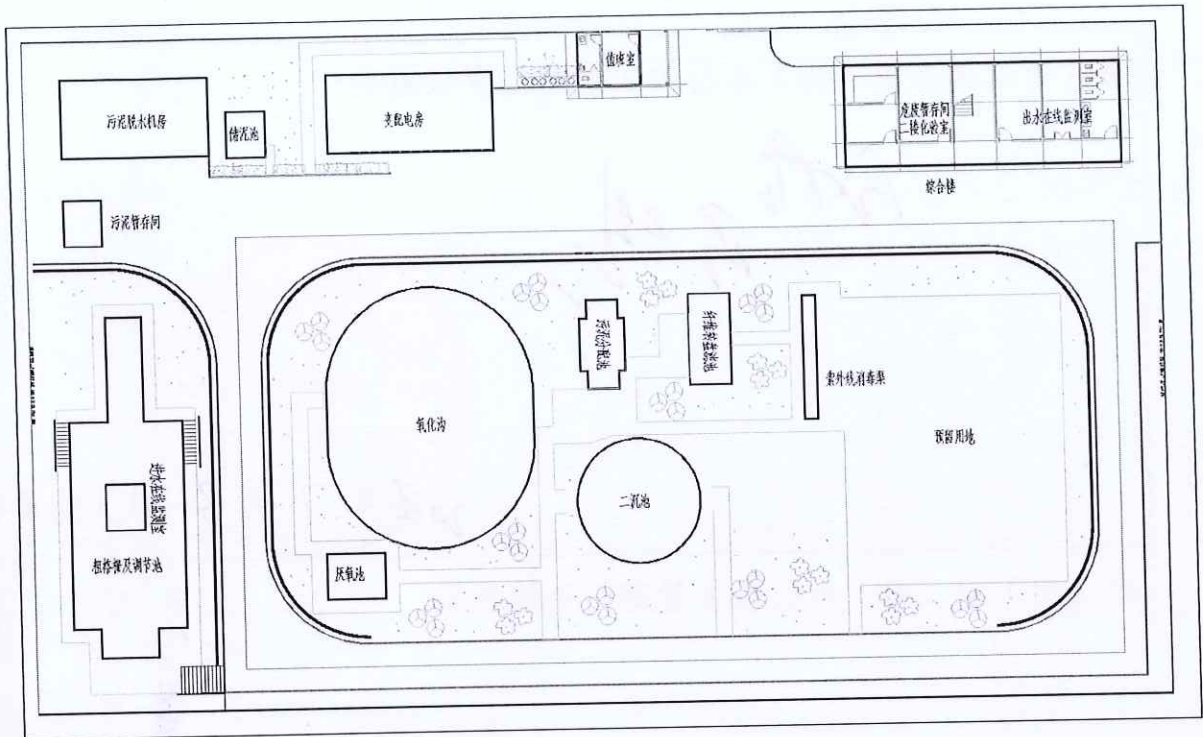 值班室
污泥脱水机房
储泥池
变配电房
危废暂存间
二楼化验室
出水在线监测室
综合楼
污泥暂存间
污泥分配池
纤维转盘滤池
紫外线消毒渠
氧化沟
预留用地
进水在线监测室
二沉池
粗格栅及调节池
厌氧池